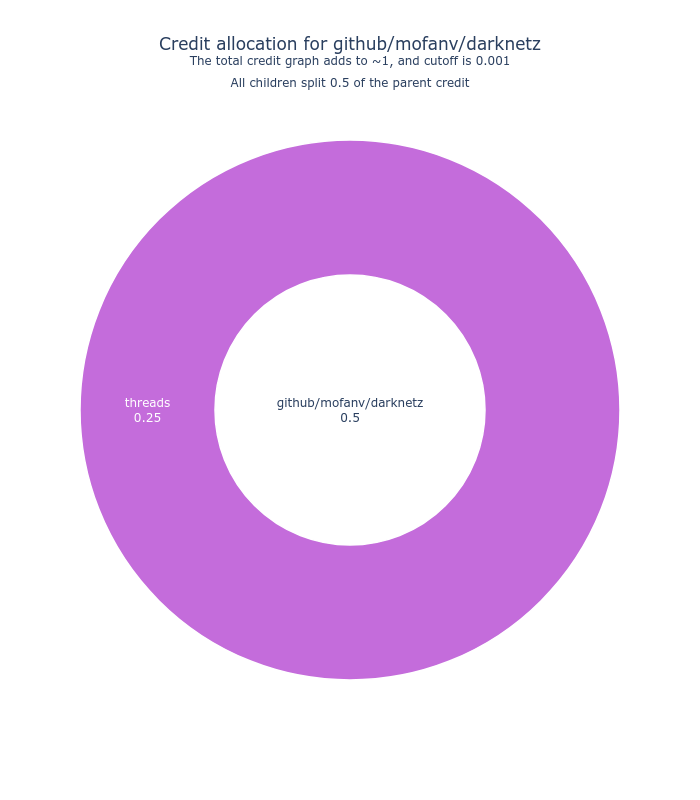 Credit allocation for github/mofanv/darknetz
The total credit graph adds to ~1, and cutoff is 0.001
All children split 0.5 of the parent credit
threads
0.25
github/mofanv/darknetz
0.5